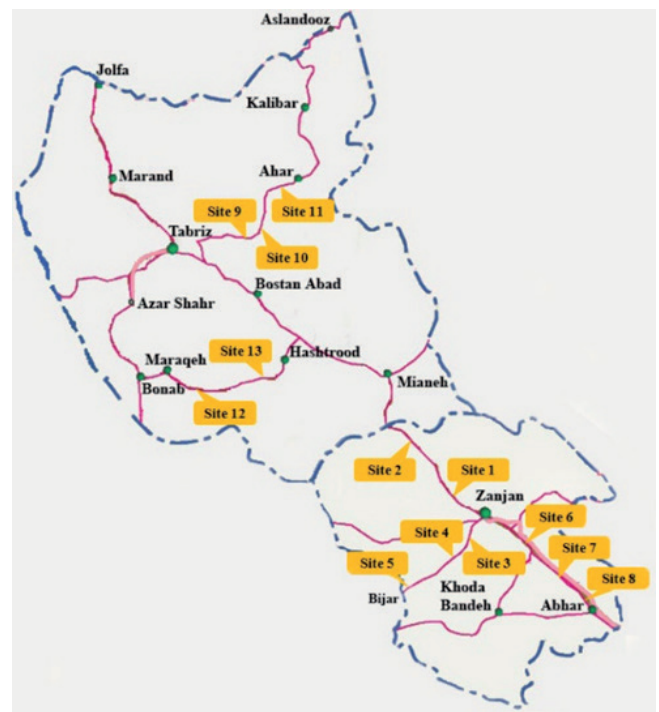 Aslandooz
Jolfa
Kalibar
Marand
Ahar
Site 9
Site 11
Tabriz
Site 10
Bostan Abad
Azar Shahr
Maraqeh
Site 13
Hashtrood
Bonab
Mianeh
Site 12
Site 2
Site 1
Zanjan
Site 6
Site 4
Site 7
Site 5
Site 3
Site 8
Bijar
Khoda
Bandeh
Abhar